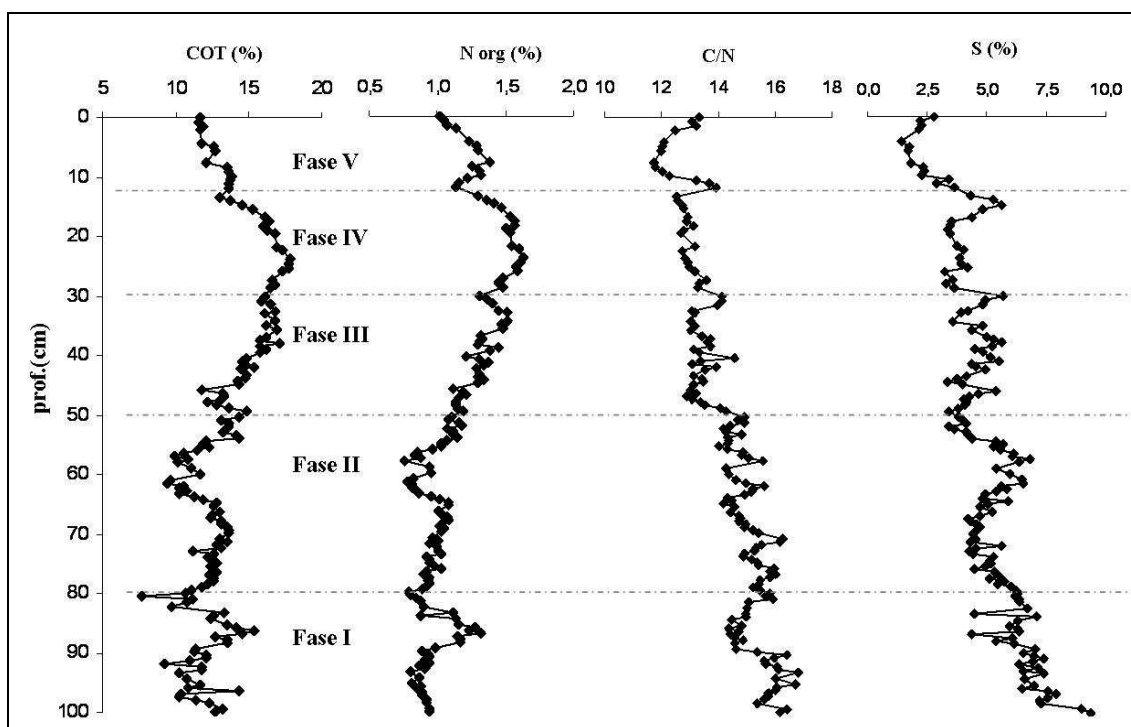 COT (%) N org (%) C/N S (%)
5 10 15 20 0,5 1,0 1,5 2,0 12 14 16 18 0,0 2,5 5,0 7,5 10,0
0
Fase V
10
Fase IV
20
30
Fase III
prof.(cm)
40
50
Fase II
60
70
80
Fase I
90
100